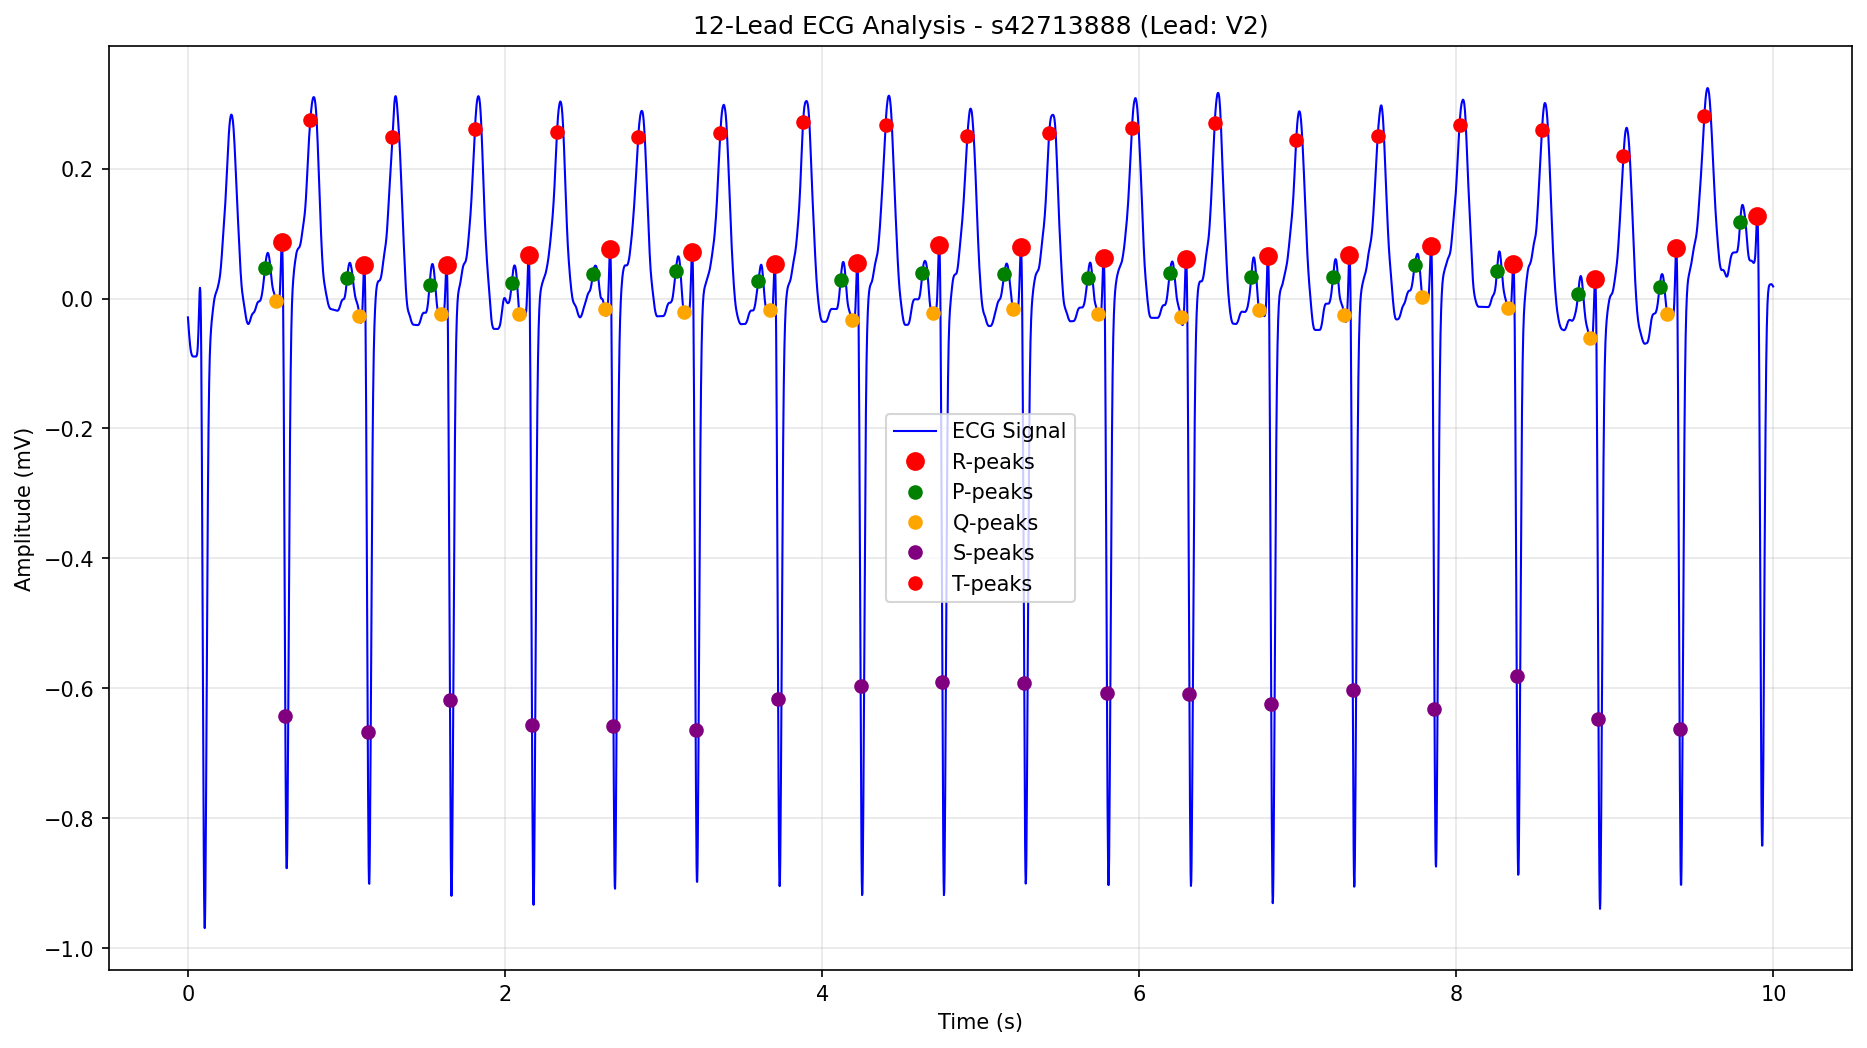 12-Lead ECG Analysis - s42713888 (Lead: V2)
Amplitude (mV)
0.2
0.0
−0.2
−0.4
−0.6
−0.8
−1.0
ECG Signal
R-peaks
P-peaks
Q-peaks
S-peaks
T-peaks
0 2 4 6 8 10
Time (s)